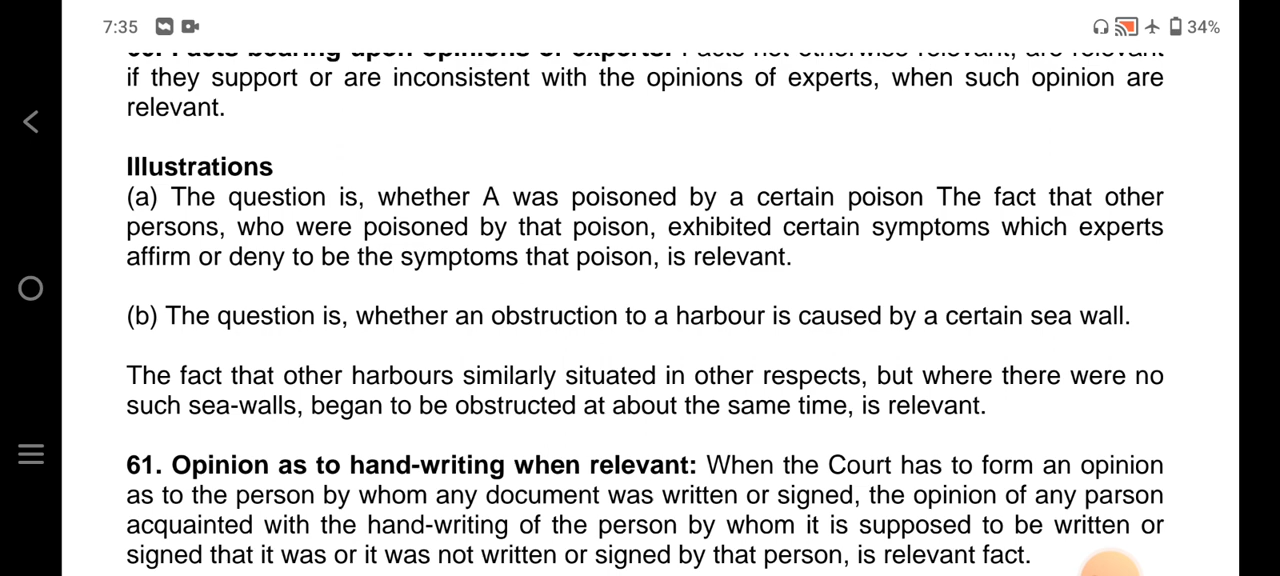 7:35 34%
if they support or are inconsistent with the opinions of experts, when such opinion are
relevant.
Illustrations
(a) The question is, whether A was poisoned by a certain poison The fact that other
persons, who were poisoned by that poison, exhibited certain symptoms which experts
affirm or deny to be the symptoms that poison, is relevant.
(b) The question is, whether an obstruction to a harbour is caused by a certain sea wall.
The fact that other harbours similarly situated in other respects, but where there were no
such sea-walls, began to be obstructed at about the same time, is relevant.
61. Opinion as to hand-writing when relevant: When the Court has to form an opinion
as to the person by whom any document was written or signed, the opinion of any parson
acquainted with the hand-writing of the person by whom it is supposed to be written or
signed that it was or it was not written or signed by that person, is relevant fact.